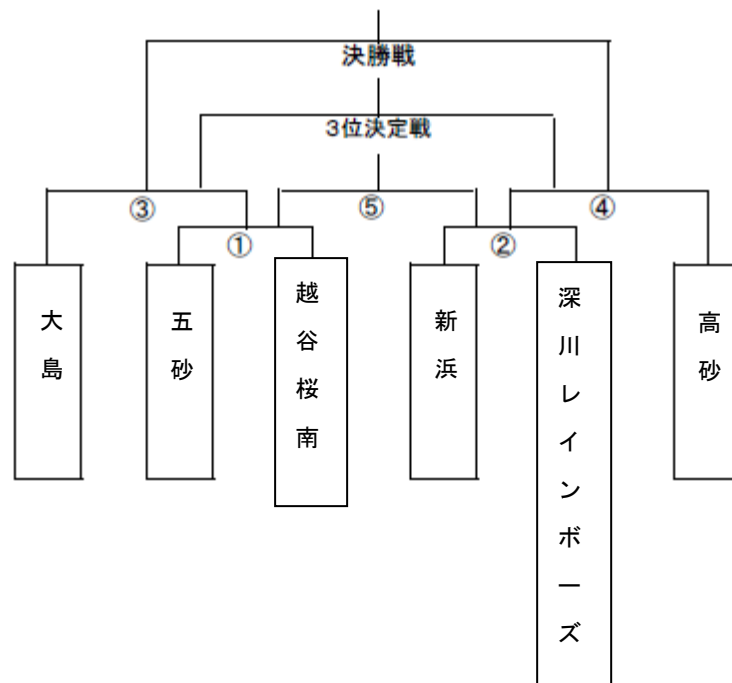 決勝戦
3位決定戦
③
⑤
④
①
②
大島
五砂
越谷桜南
新浜
深川レインボーズ
高砂